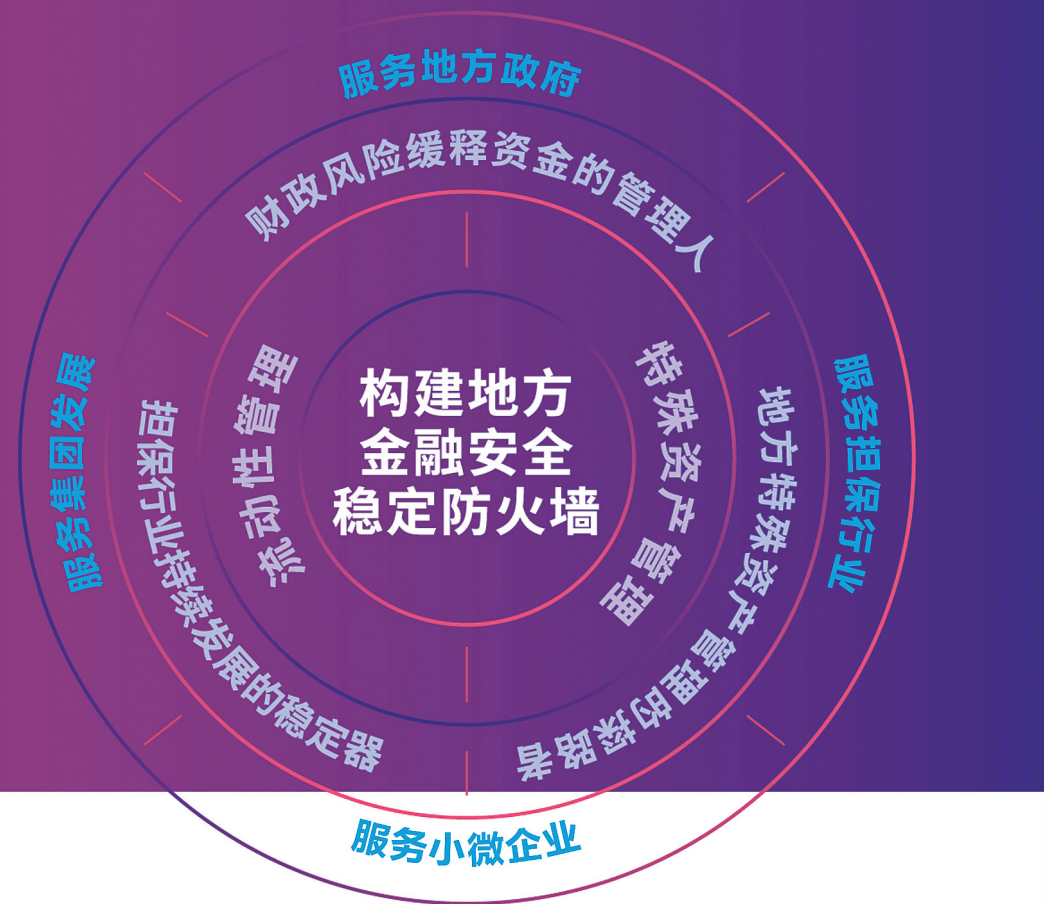 服务地方政府
财政风险缓释资金的管理人
服务集团发展
担保行业持续发展的稳定器
流动性管理
构建地方
金融安全
稳定防火墙
特殊资产管理
地方特殊资产管理的探路者
服务担保行业
服务小微企业